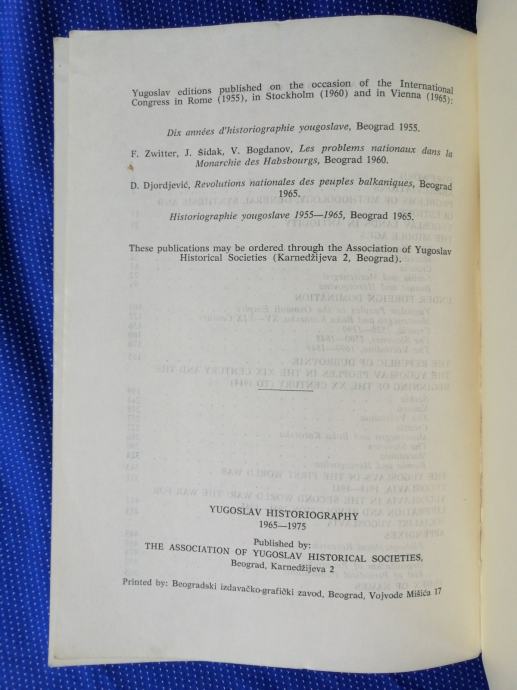 Yugoslav editions published on the occasion of the International
Congress in Rome (1955), in Stockholm (1960) and in Vienna (1965):
Dix années d'historiographie yougoslave, Beograd 1955.
F. Zwitter, J. Šidak, V. Bogdanov, Les problems nationaux dans la
Monarchie des Habsbourgs, Beograd 1960.
D. Djordjević, Revolutions nationales des peuples balkaniques, Beograd
1965.
Historiographie yougoslave 1955—1965, Beograd 1965.
These publications may be ordered through the Association of Yugoslav
Historical Societies (Karnedžijeva 2, Beograd).
YUGOSLAV HISTORIOGRAPHY
1965—1975
Published by:
THE ASSOCIATION OF YUGOSLAV HISTORICAL SOCIETIES,
Beograd, Karnedžijeva 2
Printed by: Beogradski izdavačko-grafički zavod, Beograd, Vojvode Mišića 17